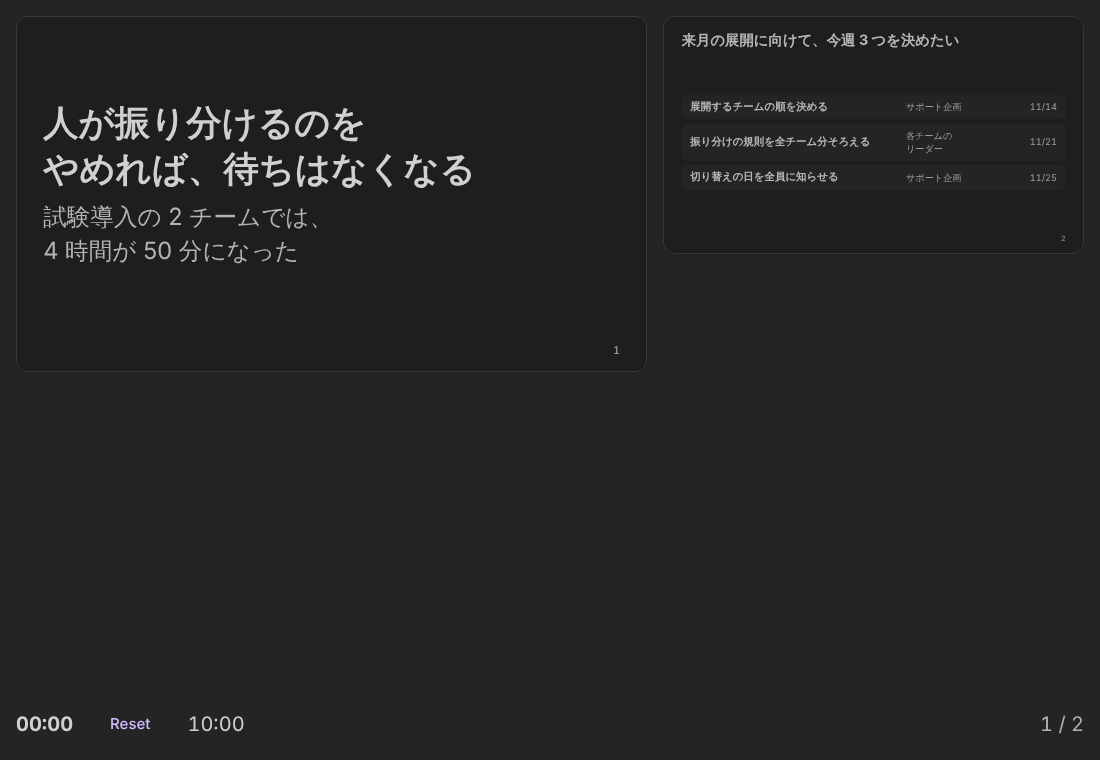 人が振り分けるのを
やめれば、待ちはなくなる
試験導入の 2 チームでは、
4 時間が 50 分になった
1
来月の展開に向けて、今週 3 つを決めたい
展開するチームの順を決める サポート企画 11/14
振り分けの規則を全チーム分そろえる 各チームの
リーダー 11/21
切り替えの日を全員に知らせる サポート企画 11/25
2
00:00 Reset 10:00 1 / 2